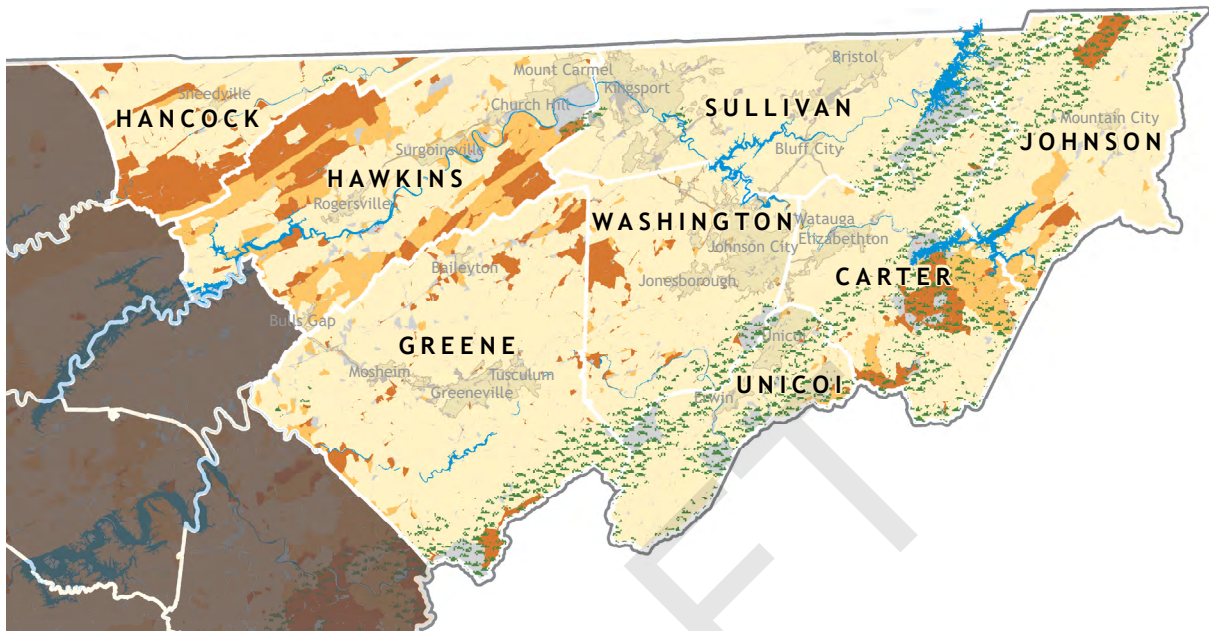 Bristol
Mount Carmel
Kingsport
Sneedville
Church Hill
SULLIVAN
HANCOCK
Mountain City
JOHNSON
Surgoinsville
Bluff City
HAWKINS
Rogersville
WASHINGTON
Watauga
Elizabethton
Johnson City
Baileyton
CARTER
Jonesborough
Bulls Gap
Unicoi
GREENE
Mosheim
Tusculum
UNICOI
Greeneville
Erwin
FT